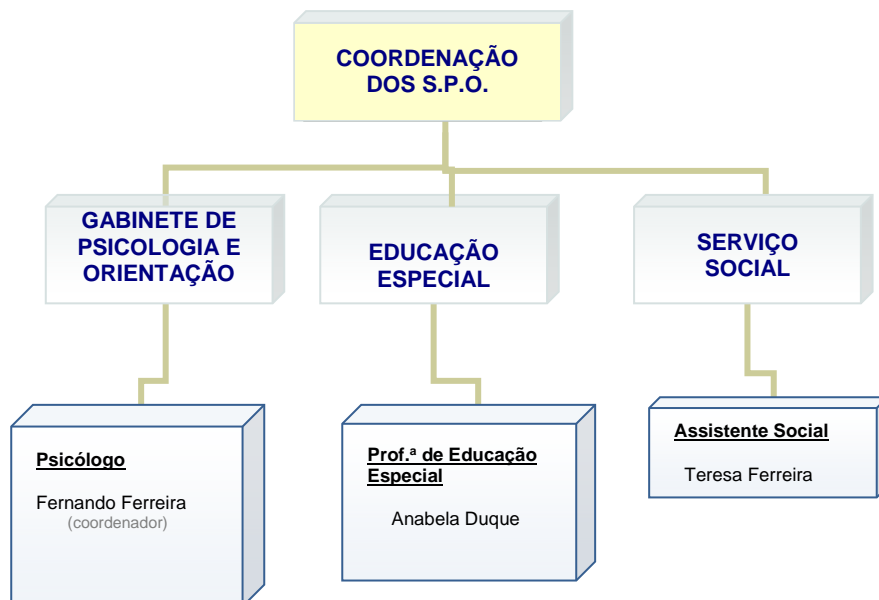 COORDENAÇÃO
DOS S.P.O.
GABINETE DE
PSICOLOGIA E
ORIENTAÇÃO
EDUCAÇÃO
ESPECIAL
SERVIÇO
SOCIAL
Psicólogo
Fernando Ferreira
(coordenador)
Prof.ª de Educação
Especial
Anabela Duque
Assistente Social
Teresa Ferreira